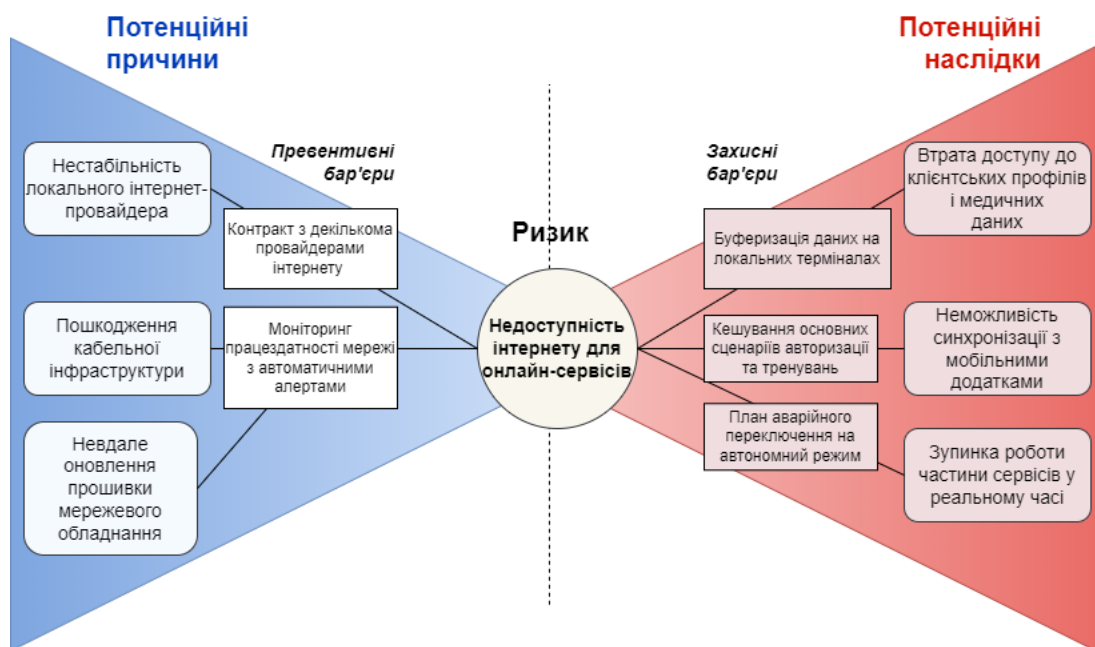 Потенційні
причини
Потенційні
наслідки
Превентивні
бар'єри
Захисні
бар'єри
Ризик
Нестабільність
локального інтернет-
провайдера
Контракт з декількома
провайдерами
інтернету
Пошкодження
кабельної
інфраструктури
Моніторинг
працездатності мережі
з автоматичними
алертами
Невдале
оновлення
прошивки
мережевого
обладнання
Недоступність
інтернету для
онлайн-сервісів
Буферизація даних на
локальних терміналах
Втрата доступу до
клієнтських профілів
і медичних
даних
Кешування основних
сценаріїв авторизації
та тренувань
Неможливість
синхронізації з
мобільними
додатками
План аварійного
переключення на
автономний режим
Зупинка роботи
частини сервісів у
реальному часі